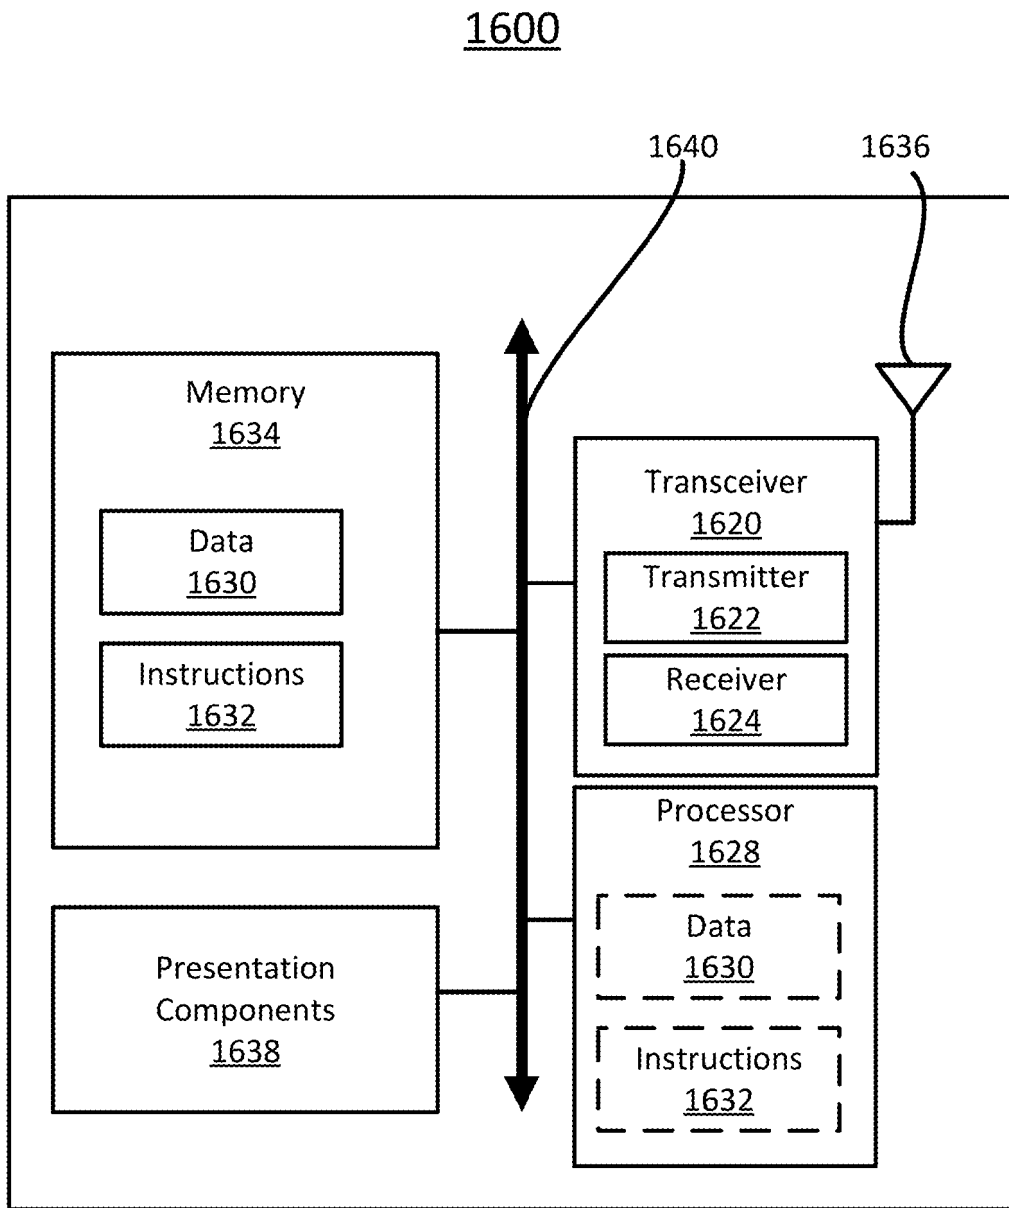 1600
1640
1636
Memory
1634
Data
1630
Instructions
1632
Transceiver
1620
Transmitter
1622
Receiver
1624
Processor
1628
Data
1630
Instructions
1632
Presentation
Components
1638